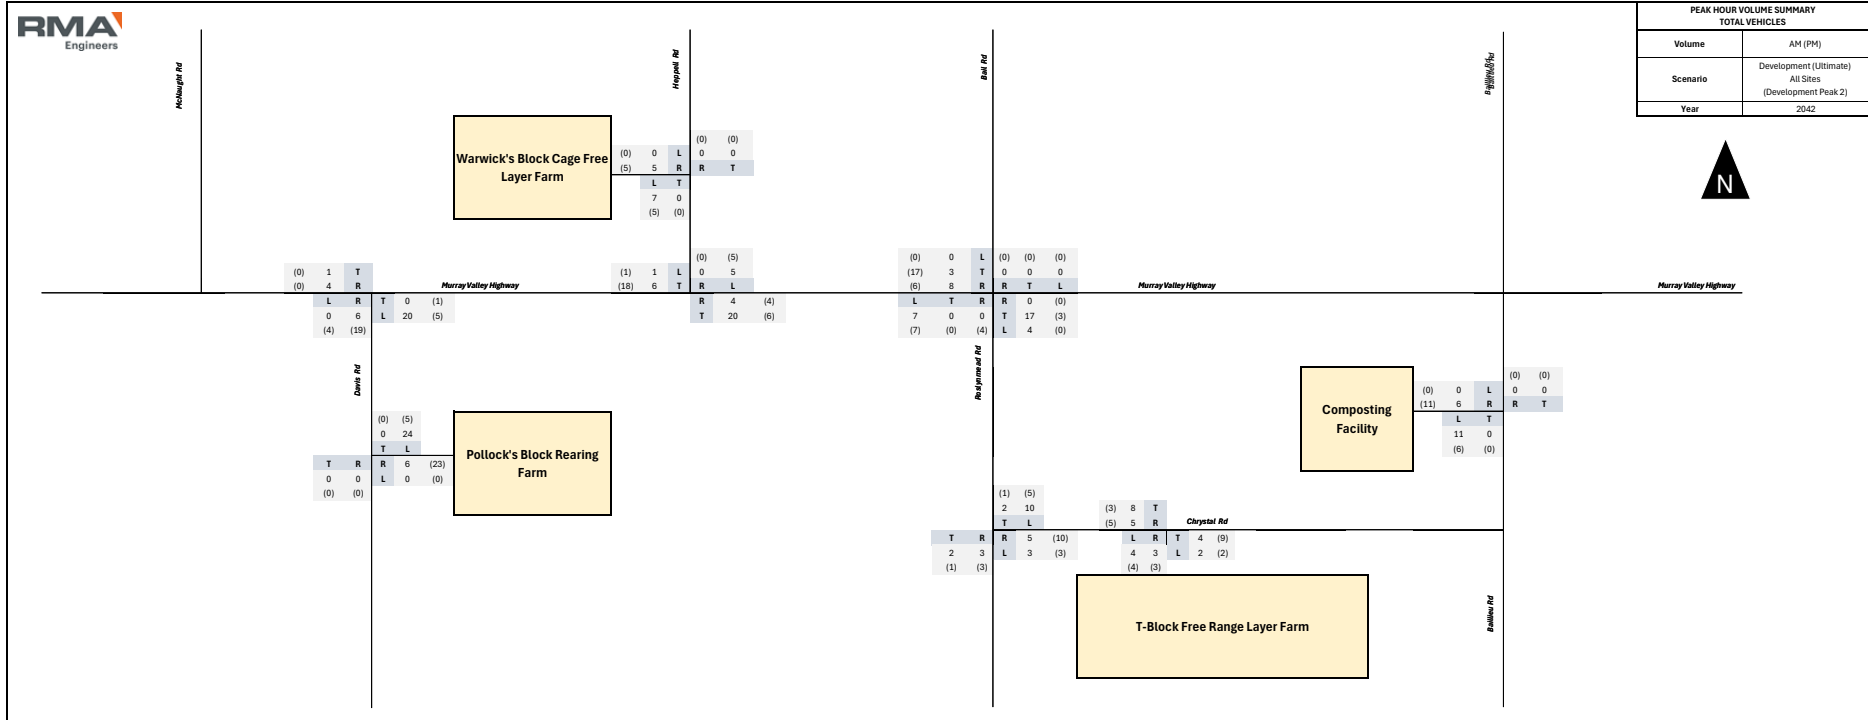 RMA
Engineers
PEAK HOUR VOLUME SUMMARY
TOTAL VEHICLES
Volume AM (PM)
Scenario Development (Ultimate)
All Sites
(Development Peak 2)
Year 2042
N
McNaught Rd
Heppell Rd
Ball Rd
Baillieu Rd
Baillieu Rd
Warwick's Block Cage Free
Layer Farm
(0) (0)
(0) 0 L 0 0
(5) 5 R R T
L T
7 0
(5) (0)
(0) 1 T
(0) 4 R
L R T 0 (1)
0 6 L 20 (5)
(4) (19)
Murray Valley Highway
(0) (5)
(1) 1 L 0 5
(18) 6 T R L
R 4 (4)
T 20 (6)
(0) 0 L (0) (0) (0)
(17) 3 T 0 0 0
(6) 8 R R T L
L T R R 0 (0)
7 0 0 T 17 (3)
(7) (0) (4) L 4 (0)
Murray Valley Highway
Murray Valley Highway
Davis Rd
Roslynmead Rd
(0) (5)
0 24
T L
T R R 6 (23)
0 0 L 0 (0)
(0) (0)
Pollock's Block Rearing
Farm
Composting
Facility
(0) (0)
(0) 0 L 0 0
(11) 6 R R T
L T
11 0
(6) (0)
(1) (5)
2 10
T L
T R R 5 (10)
2 3 L 3 (3)
(1) (3)
(3) 8 T
(5) 5 R
Chrystal Rd
L R T 4 (9)
4 3 L 2 (2)
(4) (3)
T-Block Free Range Layer Farm
Baillieu Rd